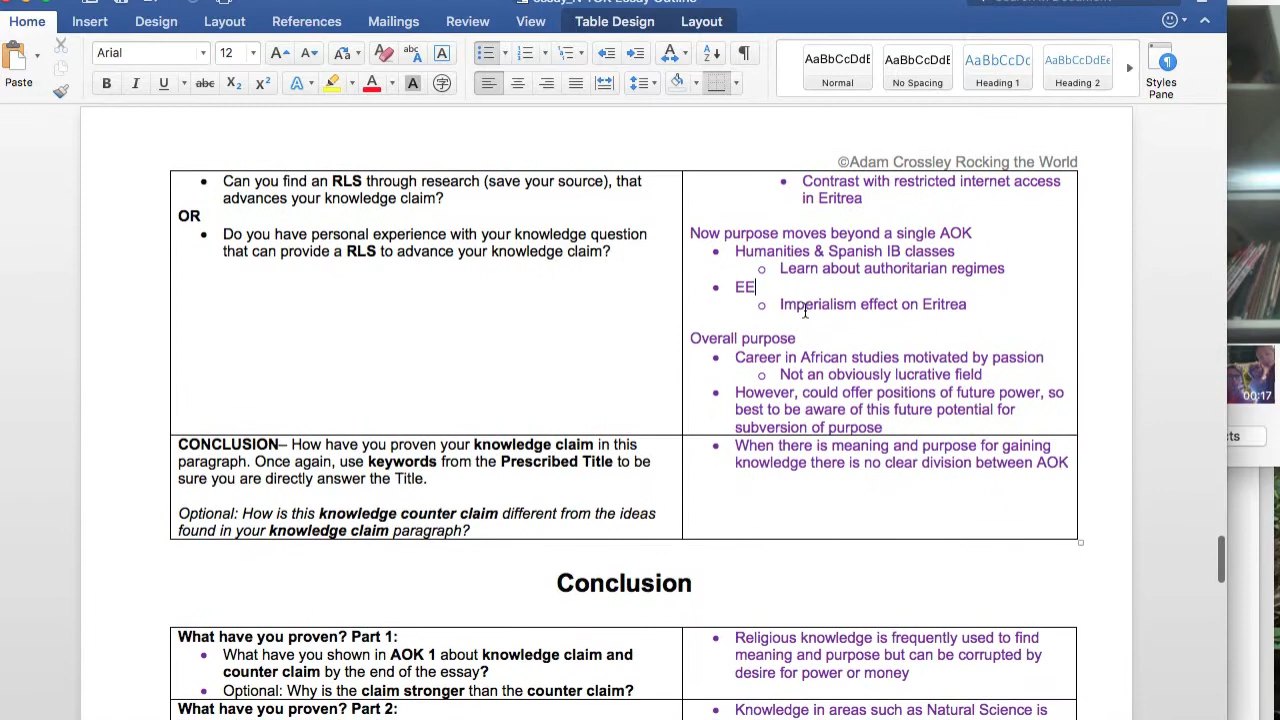 Home Insert Design Layout References Mailings Review View Table Design Layout
Arial 12
Paste
AaBbCcDdE AaBbCcDdE AaBbCcDc AaBbCcDdEe
Normal No Spacing Heading 1 Heading 2
Styles
Pane
©Adam Crossley Rocking the World
Can you find an RLS through research (save your source), that
advances your knowledge claim?
OR
Do you have personal experience with your knowledge question
that can provide a RLS to advance your knowledge claim?
Contrast with restricted internet access
in Eritrea
Now purpose moves beyond a single AOK
Humanities & Spanish IB classes
Learn about authoritarian regimes
EE
Imperialism effect on Eritrea
Overall purpose
Career in African studies motivated by passion
Not an obviously lucrative field
However, could offer positions of future power, so
best to be aware of this future potential for
subversion of purpose
CONCLUSION– How have you proven your knowledge claim in this
paragraph. Once again, use keywords from the Prescribed Title to be
sure you are directly answer the Title.
Optional: How is this knowledge counter claim different from the ideas
found in your knowledge claim paragraph?
When there is meaning and purpose for gaining
knowledge there is no clear division between AOK
Conclusion
What have you proven? Part 1:
What have you shown in AOK 1 about knowledge claim and
counter claim by the end of the essay?
Optional: Why is the claim stronger than the counter claim?
Religious knowledge is frequently used to find
meaning and purpose but can be corrupted by
desire for power or money
What have you proven? Part 2:
Knowledge in areas such as Natural Science is
00:17
cts